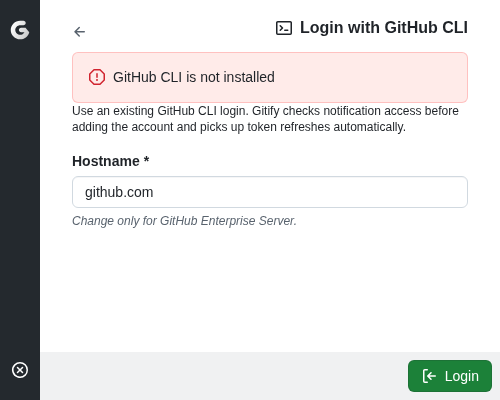 Login with GitHub CLI
GitHub CLI is not installed
Use an existing GitHub CLI login. Gitify checks notification access before
adding the account and picks up token refreshes automatically.
Hostname *
github.com
Change only for GitHub Enterprise Server.
Login